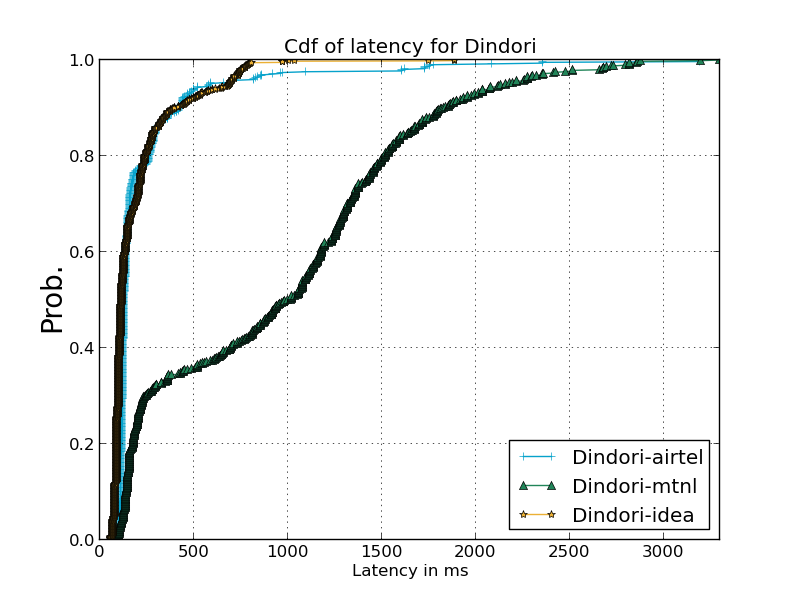 Cdf of latency for Dindori
1.0
0.8
0.6
0.4
0.2
0.0
Prob.
0 500 1000 1500 2000 2500 3000
Latency in ms
Dindori-airtel
Dindori-mtnl
Dindori-idea